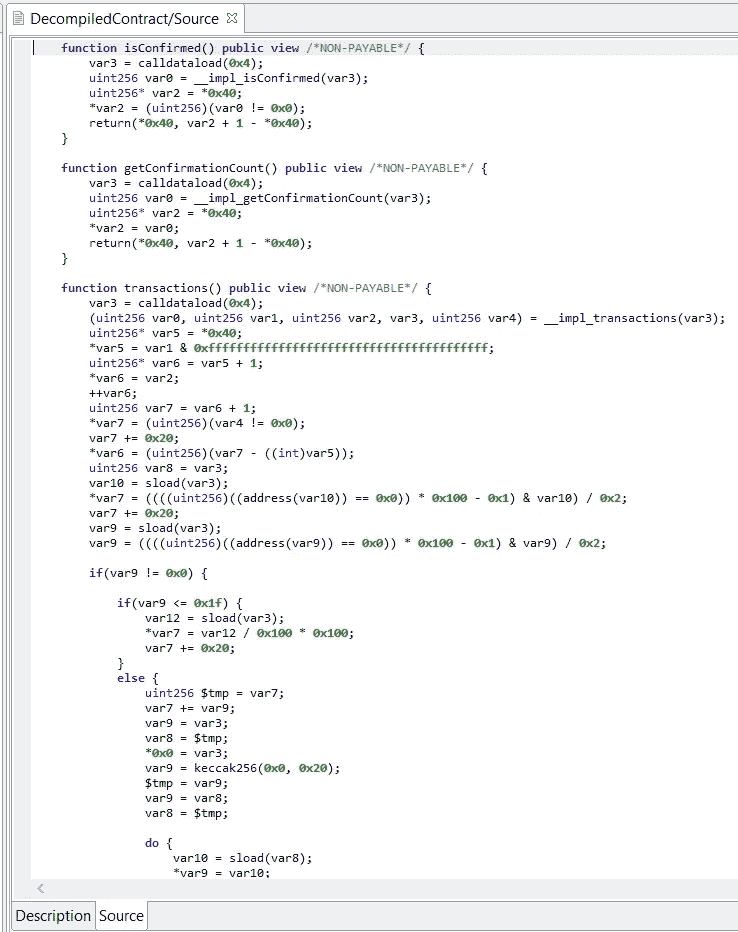 DecompiledContract/Source
function isConfirmed() public view /*NON-PAYABLE*/ {
var3 = calldataload(0x4);
uint256 var0 = __impl_isConfirmed(var3);
uint256* var2 = *0x40;
*var2 = (uint256)(var0 != 0x0);
return(*0x40, var2 + 1 - *0x40);
}
function getConfirmationCount() public view /*NON-PAYABLE*/ {
var3 = calldataload(0x4);
uint256 var0 = __impl_getConfirmationCount(var3);
uint256* var2 = *0x40;
*var2 = var0;
return(*0x40, var2 + 1 - *0x40);
}
function transactions() public view /*NON-PAYABLE*/ {
var3 = calldataload(0x4);
(uint256 var0, uint256 var1, uint256 var2, var3, uint256 var4) = __impl_transactions(var3);
uint256* var5 = *0x40;
*var5 = var1 & 0xffffffffffffffffffffffffffffffffffffffff;
uint256* var6 = var5 + 1;
*var6 = var2;
++var6;
uint256 var7 = var6 + 1;
*var7 = (uint256)(var4 != 0x0);
var7 += 0x20;
*var6 = (uint256)(var7 - ((int)var5));
uint256 var8 = var3;
var10 = sload(var3);
*var7 = ((((uint256)((address(var10)) == 0x0)) * 0x100 - 0x1) & var10) / 0x2;
var7 += 0x20;
var9 = sload(var3);
var9 = ((((uint256)((address(var9)) == 0x0)) * 0x100 - 0x1) & var9) / 0x2;
if(var9 != 0x0) {
if(var9 <= 0x1f) {
var12 = sload(var3);
*var7 = var12 / 0x100 * 0x100;
var7 += 0x20;
}
else {
uint256 $tmp = var7;
var7 += var9;
var9 = var3;
var8 = $tmp;
*0x0 = var3;
var9 = keccak256(0x0, 0x20);
$tmp = var9;
var9 = var8;
var8 = $tmp;
do {
var10 = sload(var8);
*var9 = var10;
Description Source